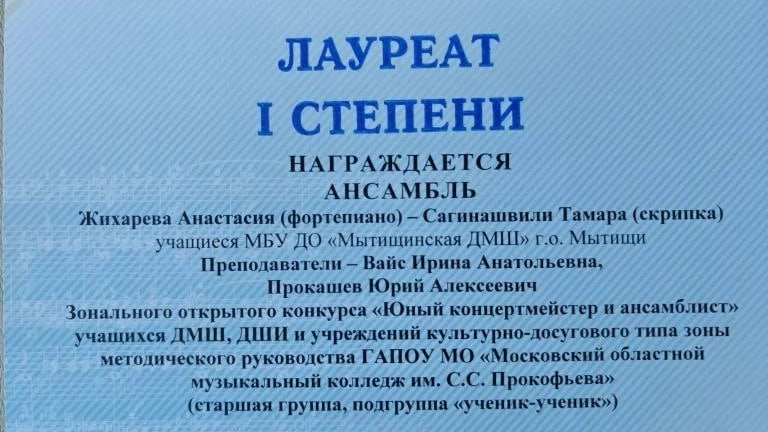 ЛАУРЕАТ
I СТЕПЕНИ
НАГРАЖДАЕТСЯ
АНСАМБЛЬ
Жихарева Анастасия (фортепиано) – Сагинашвили Тамара (скрипка)
учащиеся МБУ ДО «Мытищинская ДМШ» г.о. Мытищи
Преподаватели – Вайс Ирина Анатольевна,
Прокашев Юрий Алексеевич
Зонального открытого конкурса «Юный концертмейстер и ансамблист»
учащихся ДМШ, ДШИ и учреждений культурно-досугового типа зоны
методического руководства ГАПОУ МО «Московский областной
музыкальный колледж им. С.С. Прокофьева»
(старшая группа, подгруппа «ученик-ученик»)